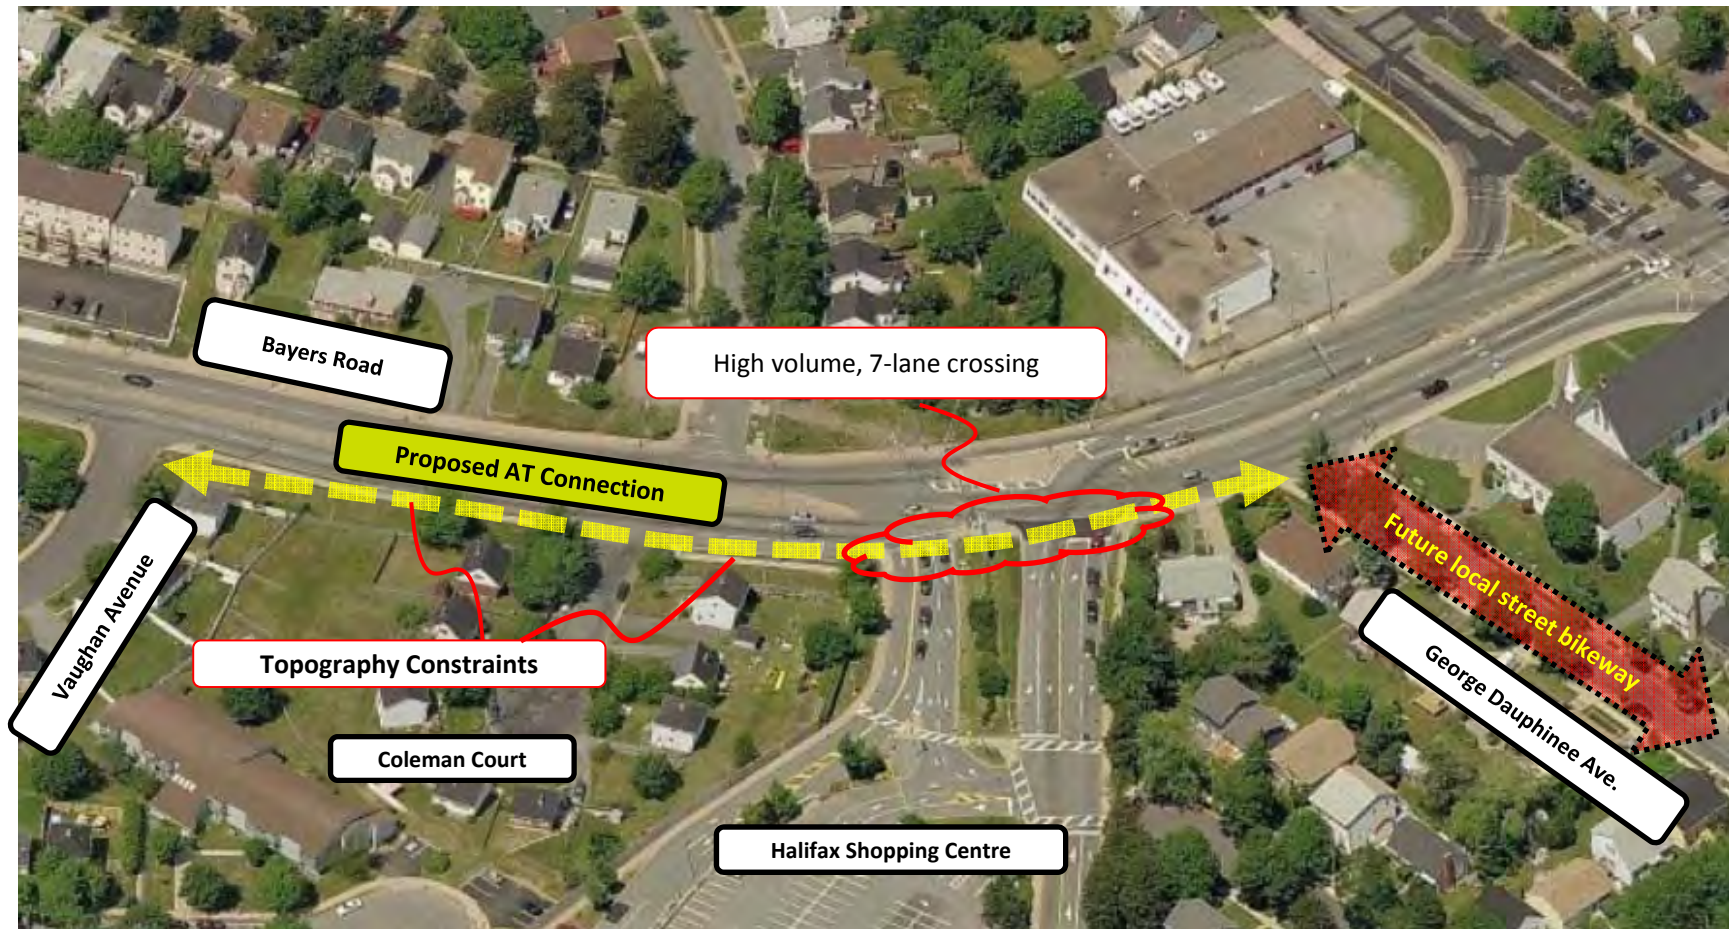 Bayers Road
High volume, 7-lane crossing
Proposed AT Connection
Future local street bikeway
Vaughan Avenue
Topography Constraints
George Dauphinee Ave.
Coleman Court
Halifax Shopping Centre